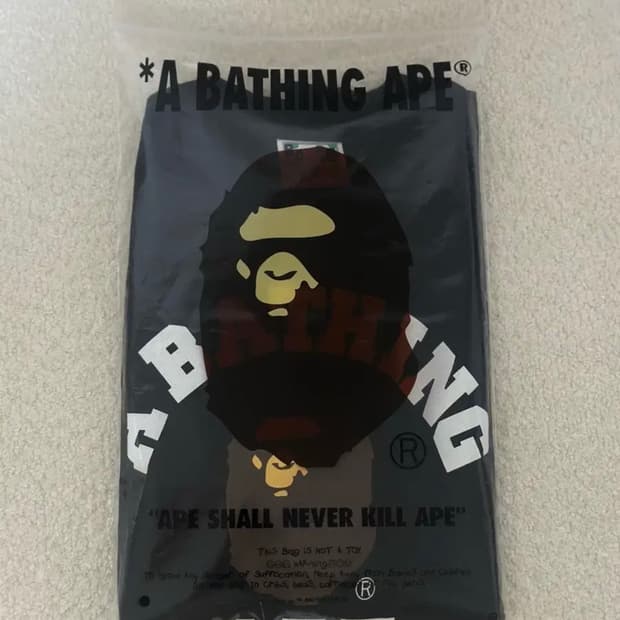 *A BATHING APE®
A BATHING
®
"APE SHALL NEVER KILL APE"
THIS Bag IS NOT A TOY
®